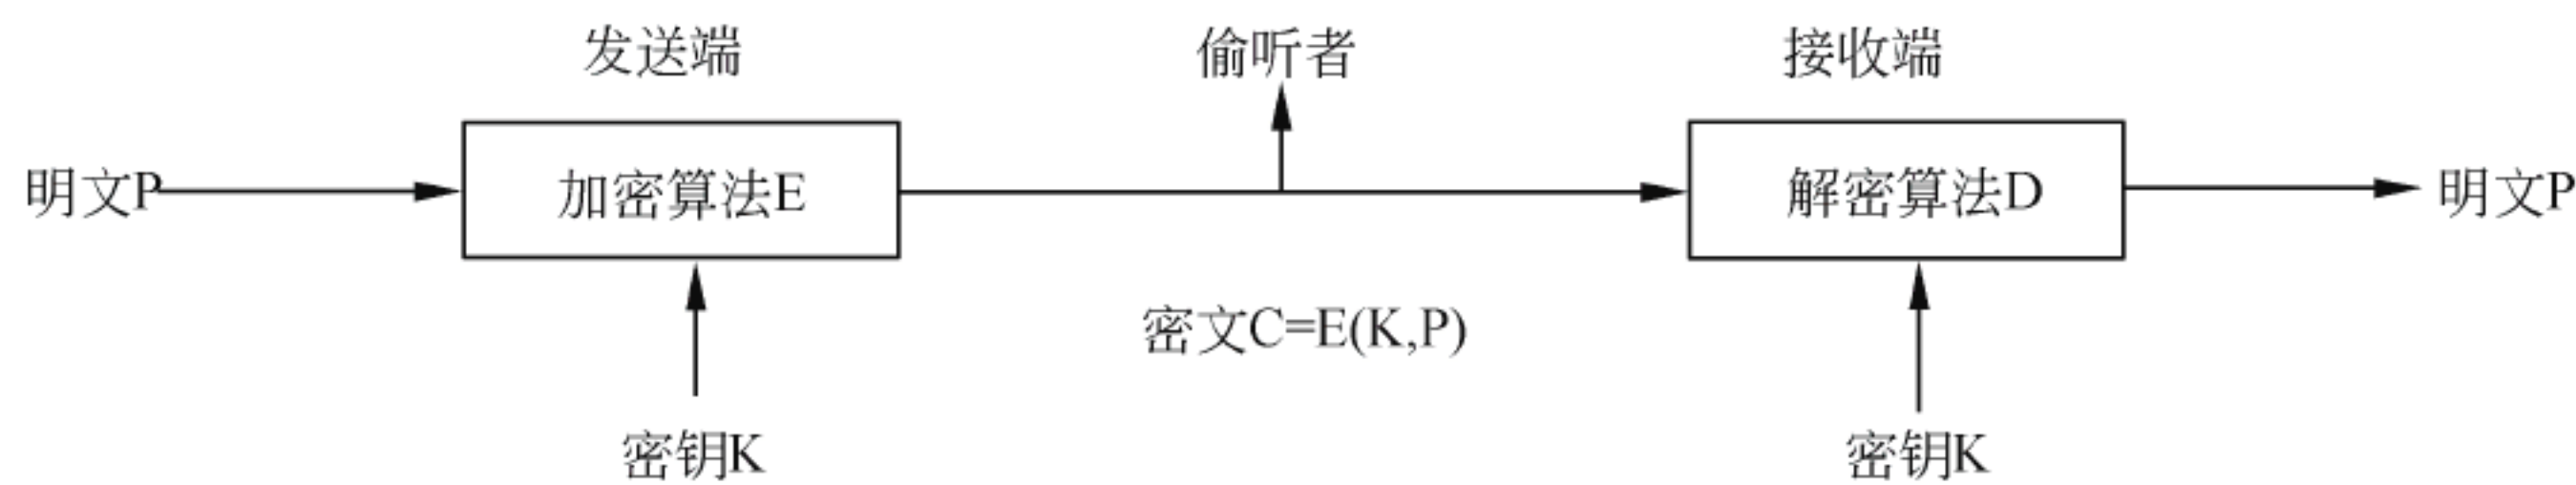 发送端
偷听者
接收端
明文P
加密算法E
解密算法D
明文P
密文C=E(K,P)
密钥K
密钥K